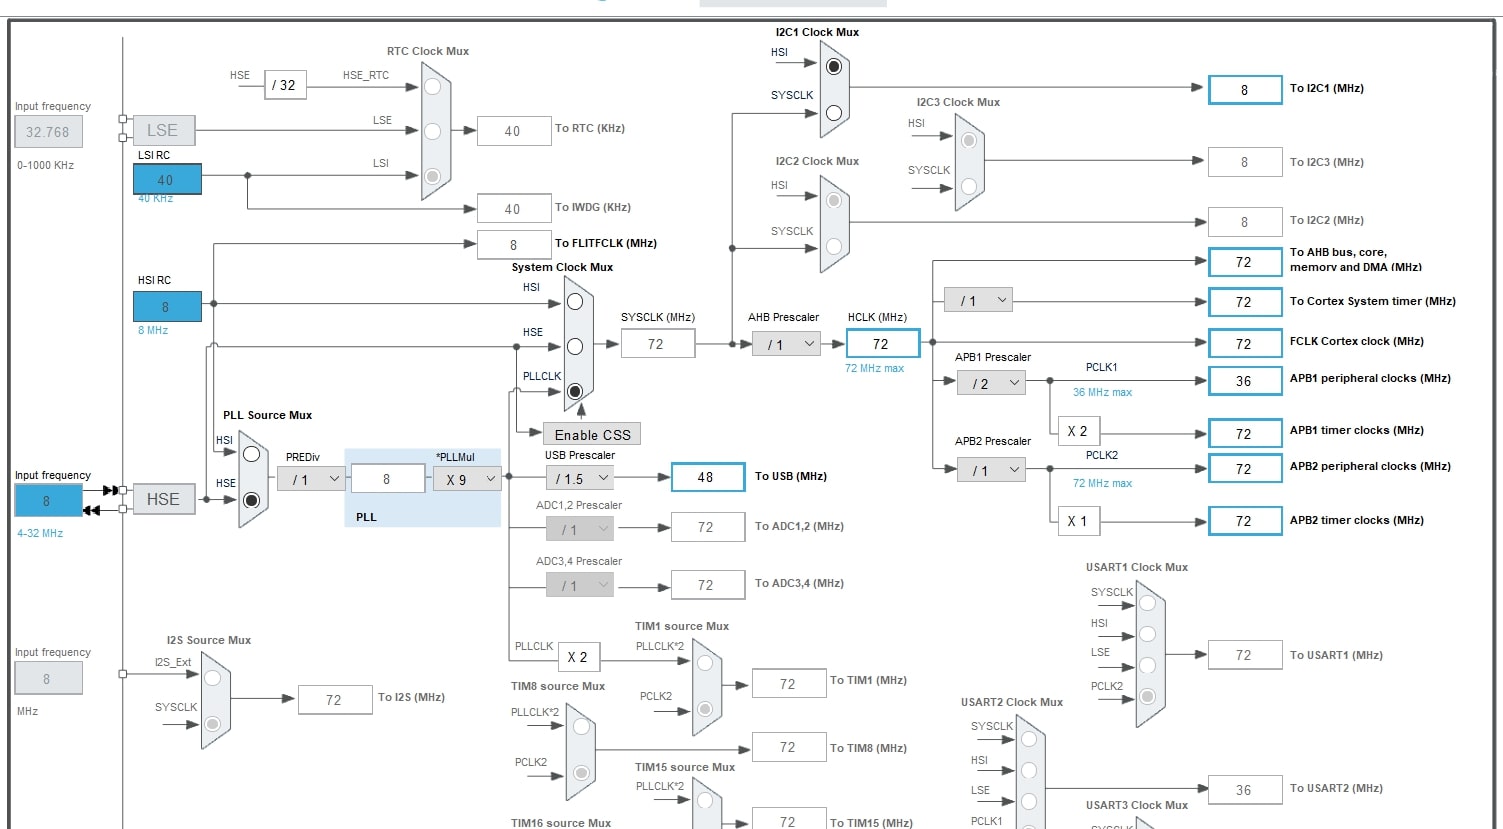 RTC Clock Mux
HSE
/ 32
HSE_RTC
Input frequency
32.768
0-1000 KHz
LSE
LSE
40
To RTC (KHz)
LSI RC
40
40 KHz
LSI
40
To IWDG (KHz)
8
To FLITFCLK (MHz)
I2C1 Clock Mux
HSI
SYSCLK
8
To I2C1 (MHz)
I2C3 Clock Mux
HSI
SYSCLK
8
To I2C3 (MHz)
I2C2 Clock Mux
HSI
SYSCLK
8
To I2C2 (MHz)
HSI RC
8
8 MHz
System Clock Mux
HSI
HSE
PLLCLK
SYSCLK (MHz)
72
AHB Prescaler
/ 1
HCLK (MHz)
72
72 MHz max
72
To AHB bus, core,
memory and DMA (MHz)
/ 1
72
To Cortex System timer (MHz)
72
FCLK Cortex clock (MHz)
APB1 Prescaler
/ 2
PCLK1
36 MHz max
36
APB1 peripheral clocks (MHz)
X 2
72
APB1 timer clocks (MHz)
APB2 Prescaler
/ 1
PCLK2
72 MHz max
72
APB2 peripheral clocks (MHz)
X 1
72
APB2 timer clocks (MHz)
Enable CSS
PLL Source Mux
HSI
HSE
Input frequency
8
4-32 MHz
HSE
PREDiv
/ 1
8
*PLLMul
X 9
PLL
USB Prescaler
/ 1.5
48
To USB (MHz)
ADC1,2 Prescaler
/ 1
72
To ADC1,2 (MHz)
ADC3,4 Prescaler
/ 1
72
To ADC3,4 (MHz)
PLLCLK
X 2
TIM1 source Mux
PLLCLK*2
PCLK2
72
To TIM1 (MHz)
TIM8 source Mux
PLLCLK*2
PCLK2
72
To TIM8 (MHz)
TIM15 source Mux
PLLCLK*2
72
To TIM15 (MHz)
TIM16 source Mux
Input frequency
8
MHz
I2S Source Mux
I2S_Ext
SYSCLK
72
To I2S (MHz)
USART1 Clock Mux
SYSCLK
HSI
LSE
PCLK2
72
To USART1 (MHz)
USART2 Clock Mux
SYSCLK
HSI
LSE
PCLK1
36
To USART2 (MHz)
USART3 Clock Mux